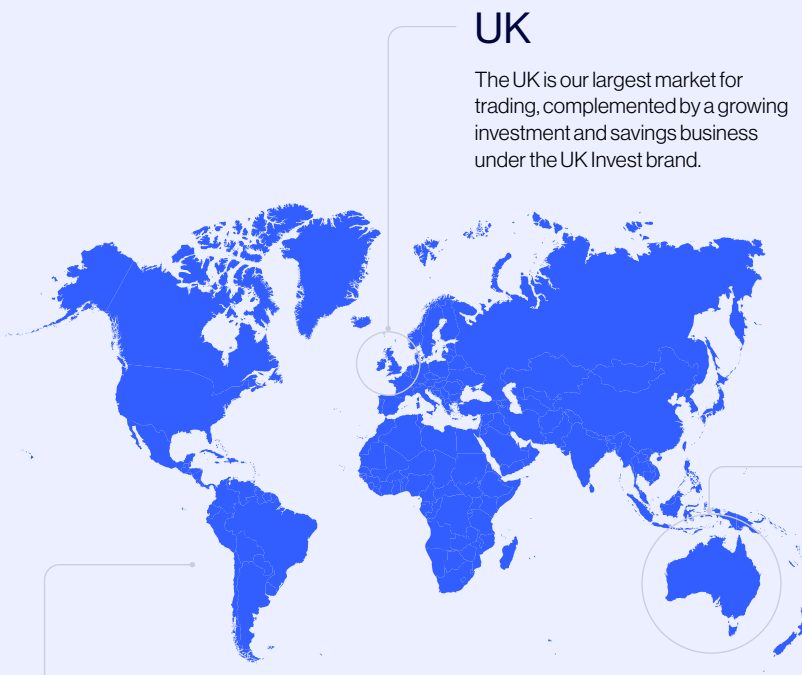 UK
The UK is our largest market for
trading, complemented by a growing
investment and savings business
under the UK Invest brand.